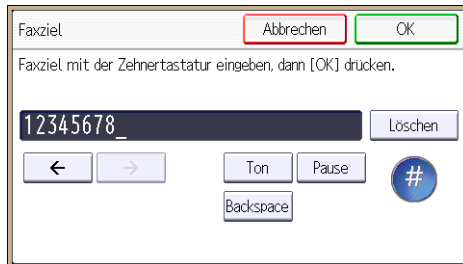 Faxziel Abbrechen OK
Faxziel mit der Zehnertastatur eingeben, dann [OK] drücken.
12345678_ Löschen
← → Ton Pause #
Backspace